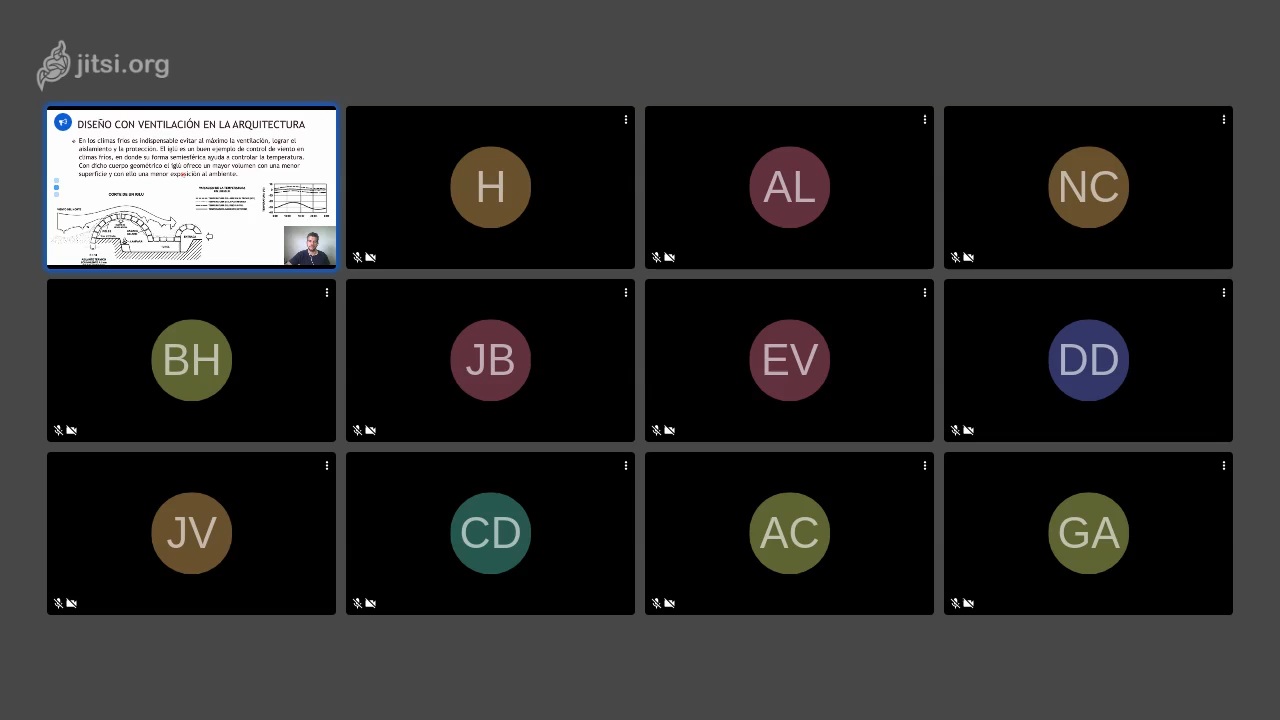 jitsi.org
DISEÑO CON VENTILACIÓN EN LA ARQUITECTURA
En los climas fríos es indispensable evitar al máximo la ventilación, lograr el
aislamiento y la protección. El iglú es un buen ejemplo de control de viento en
climas fríos, en donde su forma semiesférica ayuda a controlar la temperatura.
Con dicho cuerpo geométrico el iglú ofrece un mayor volumen con una menor
superficie y con ello una menor exposición al ambiente.
CORTE DE UN IGLU
H
AL
NC
BH
JB
EV
DD
JV
CD
AC
GA